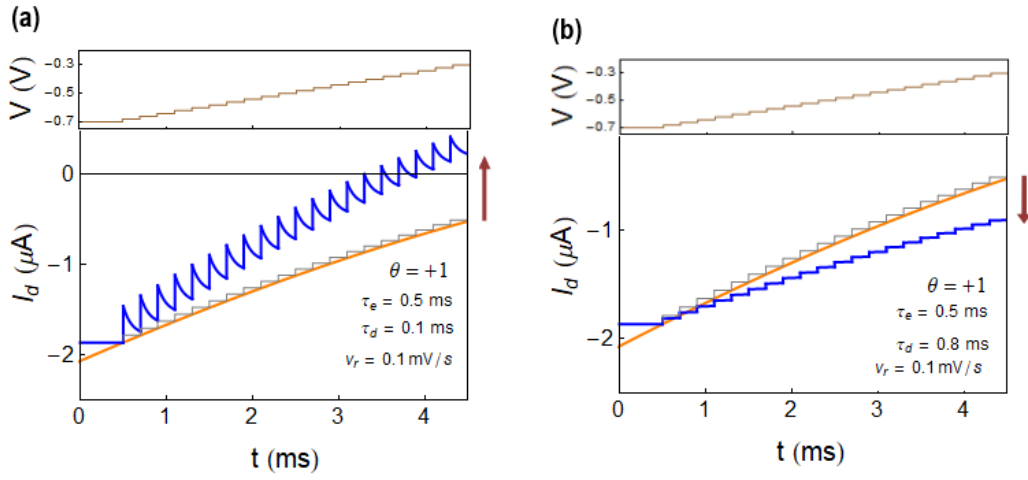 (a)
V (V)
−0.3
−0.5
−0.7
I_d (μA)
0
−1
−2
θ = +1
τ_e = 0.5 ms
τ_d = 0.1 ms
v_r = 0.1 mV/s
0 1 2 3 4
t (ms)
(b)
V (V)
−0.3
−0.5
−0.7
I_d (μA)
−1
−2
θ = +1
τ_e = 0.5 ms
τ_d = 0.8 ms
v_r = 0.1 mV/s
0 1 2 3 4
t (ms)